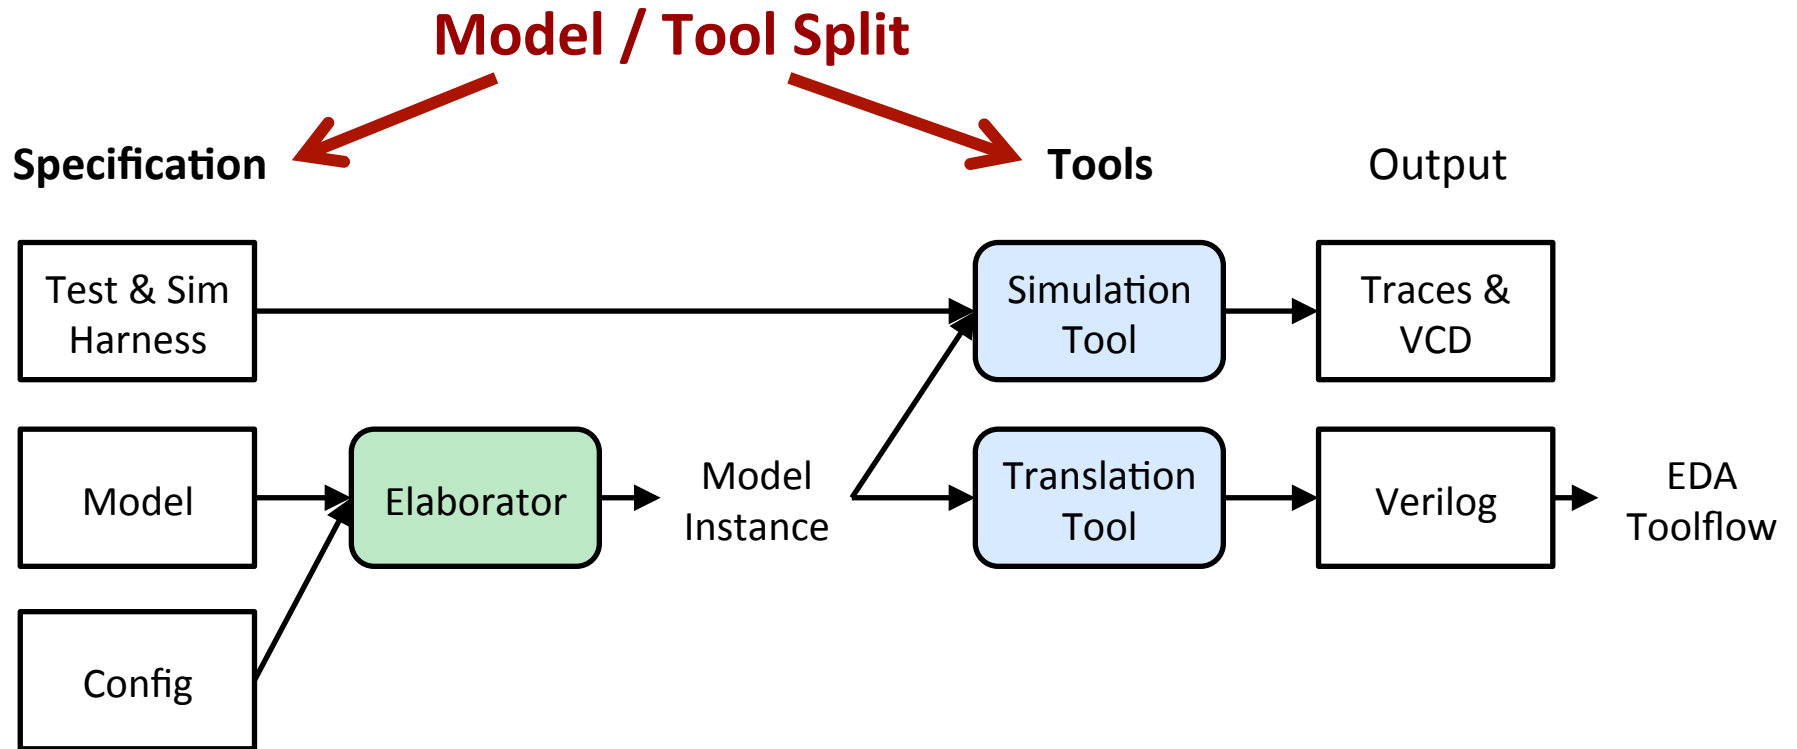 Model / Tool Split
Specification
Tools
Output
Test & Sim
Harness
Simulation
Tool
Traces &
VCD
Model
Elaborator
Model
Instance
Translation
Tool
Verilog
EDA
Toolflow
Config